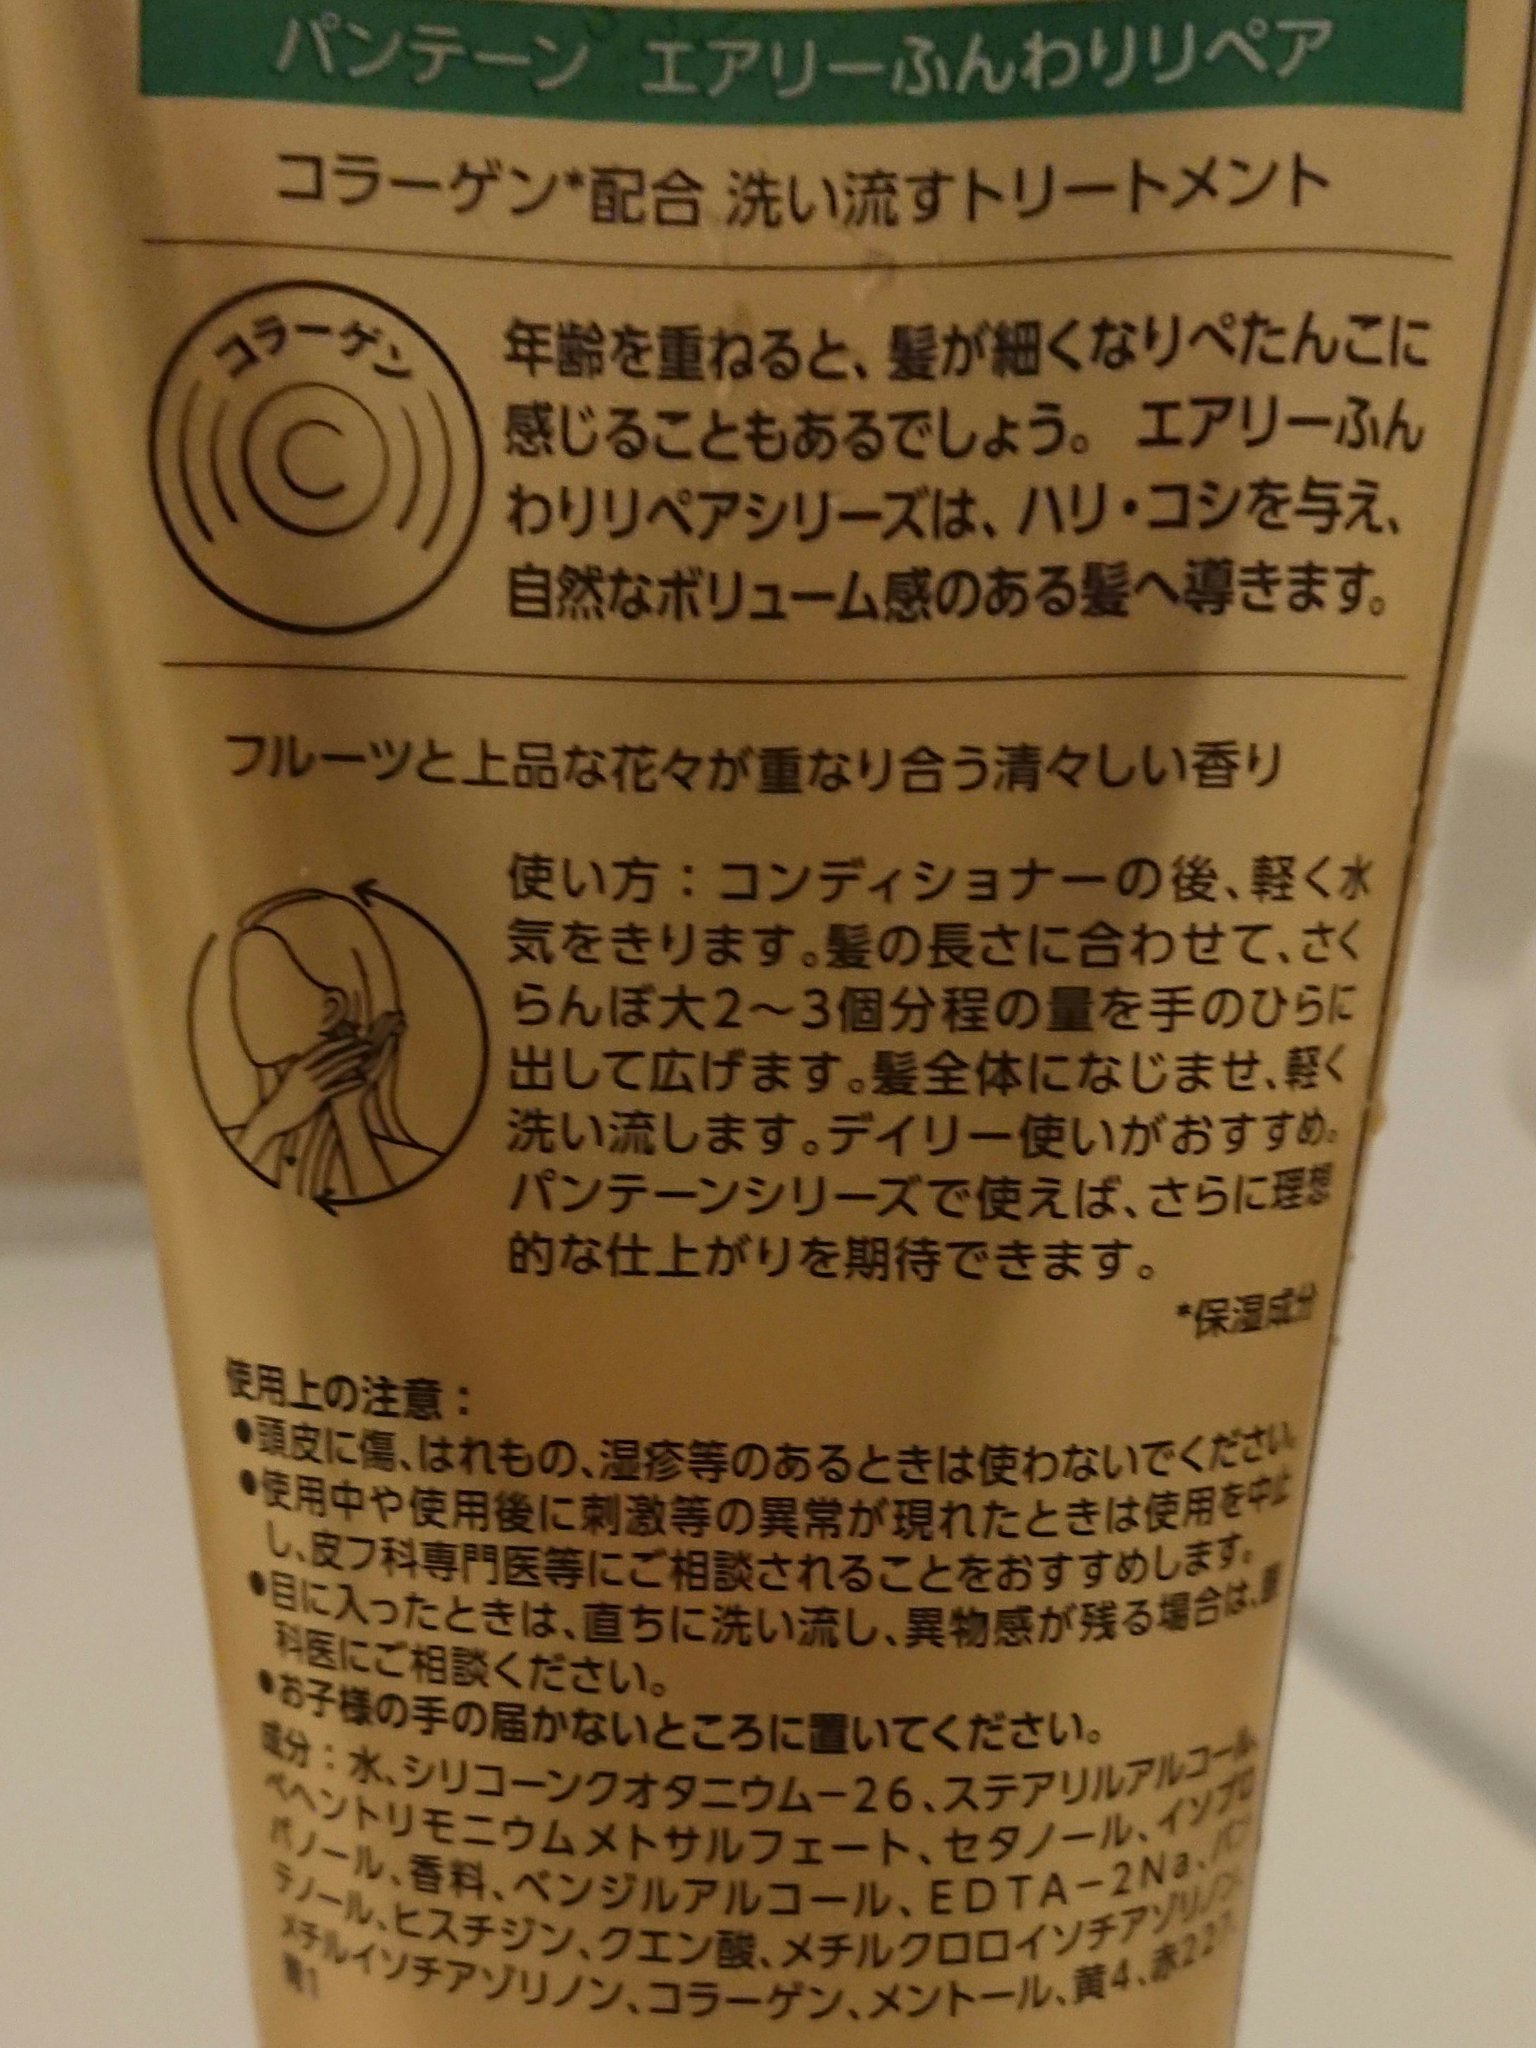 パンテーン エアリーふんわりリペア
コラーゲン*配合 洗い流すトリートメント
コラーゲン
C
年齢を重ねると、髪が細くなりぺたんこに
感じることもあるでしょう。 エアリーふん
わりリペアシリーズは、ハリ・コシを与え、
自然なボリューム感のある髪へ導きます。
フルーツと上品な花々が重なり合う清々しい香り
使い方：コンディショナーの後、軽く水
気をきります。髪の長さに合わせて、さく
らんぼ大2〜3個分程の量を手のひらに
出して広げます。髪全体になじませ、軽く
洗い流します。デイリー使いがおすすめ。
パンテーンシリーズで使えば、さらに理想
的な仕上がりを期待できます。
*保湿成分
使用上の注意：
●頭皮に傷、はれもの、湿疹等のあるときは使わないでください。
●使用中や使用後に刺激等の異常が現れたときは使用を中止
し、皮フ科専門医等にご相談されることをおすすめします。
●目に入ったときは、直ちに洗い流し、異物感が残る場合は、眼
科医にご相談ください。
●お子様の手の届かないところに置いてください。
成分：水、シリコーンクオタニウム−26、ステアリルアルコール、
ベヘントリモニウムメトサルフェート、セタノール、イソプロ
パノール、香料、ベンジルアルコール、EDTA−2Na、パン
テノール、ヒスチジン、クエン酸、メチルクロロイソチアゾリノン、
メチルイソチアゾリノン、コラーゲン、メントール、黄4、赤227、